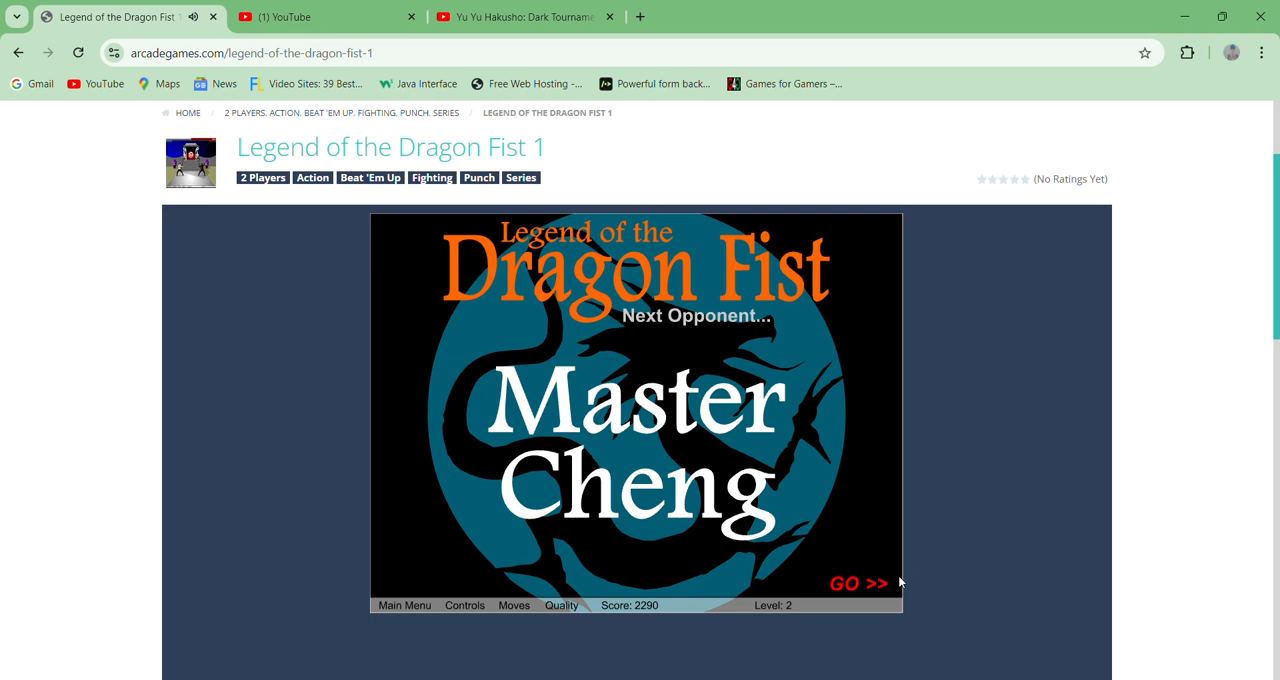 Legend of the Dragon Fist 1
(1) YouTube
Yu Yu Hakusho: Dark Tourname
arcadegames.com/legend-of-the-dragon-fist-1
Gmail YouTube Maps News Video Sites: 39 Best... Java Interface Free Web Hosting -... Powerful form back... Games for Gamers –...
HOME / 2 PLAYERS, ACTION, BEAT 'EM UP, FIGHTING, PUNCH, SERIES / LEGEND OF THE DRAGON FIST 1
Legend of the Dragon Fist 1
2 Players Action Beat 'Em Up Fighting Punch Series
(No Ratings Yet)
Legend of the
Dragon Fist
Next Opponent...
Master
Cheng
GO >>
Main Menu Controls Moves Quality Score: 2290 Level: 2